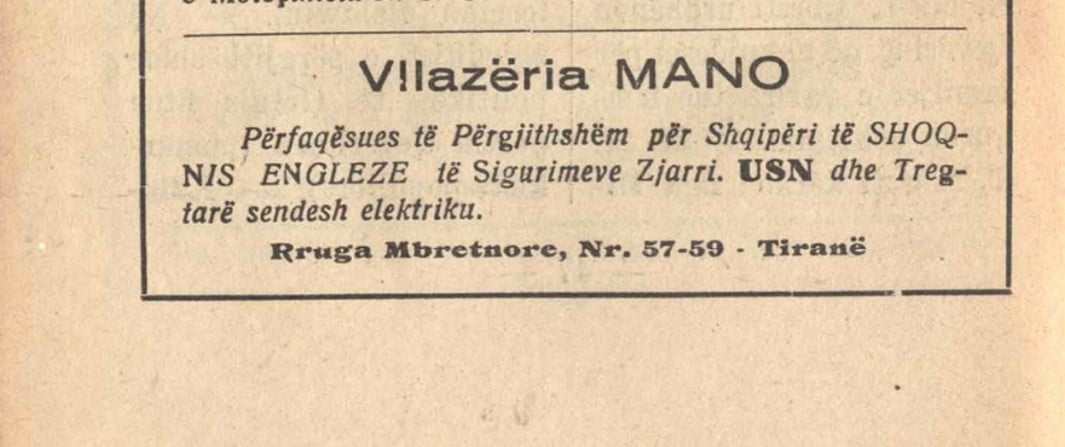 Vllazëria MANO
Përfaqësues të Përgjithshëm për Shqipëri të SHOQ-
NIS ENGLEZE të Sigurimeve Zjarri. USN dhe Treg-
tarë sendesh elektriku.
Rruga Mbretnore, Nr. 57-59 - Tiranë